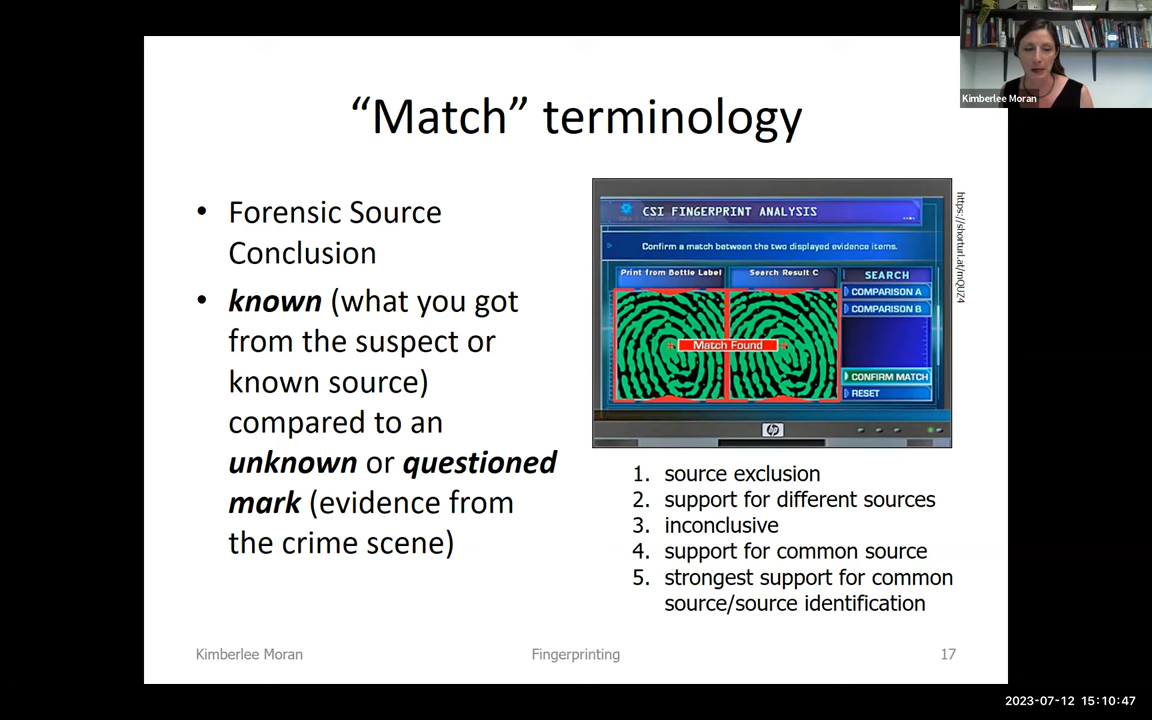 Kimberlee Moran
“Match” terminology
• Forensic Source
Conclusion
• known (what you got
from the suspect or
known source)
compared to an
unknown or questioned
mark (evidence from
the crime scene)
CSI FINGERPRINT ANALYSIS
Confirm a match between the two displayed evidence items.
Print from Bottle Label
Search Result C
SEARCH
COMPARISON A
COMPARISON B
Match Found
CONFIRM MATCH
RESET
hp
https://shorturl.at/mQUZ4
1. source exclusion
2. support for different sources
3. inconclusive
4. support for common source
5. strongest support for common
source/source identification
Kimberlee Moran
Fingerprinting
17
2023-07-12 15:10:47